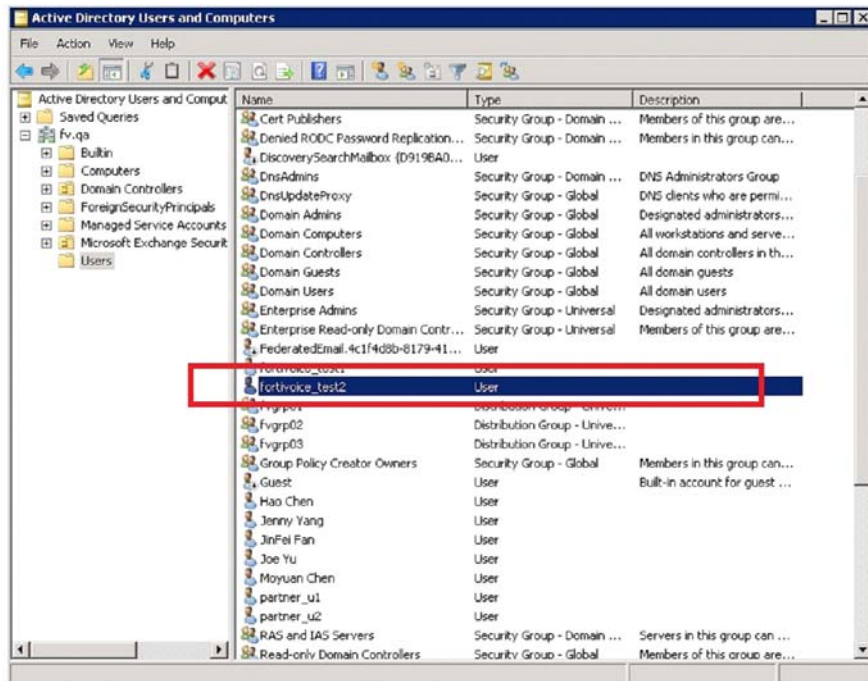 Active Directory Users and Computers
File Action View Help
Active Directory Users and Comput
Saved Queries
fv.qa
Builtin
Computers
Domain Controllers
ForeignSecurityPrincipals
Managed Service Accounts
Microsoft Exchange Securit
Users
Name Type Description
Cert Publishers Security Group - Domain ... Members of this group are...
Denied RODC Password Replication... Security Group - Domain ... Members in this group can...
DiscoverySearchMailbox {D919BA0... User
DnsAdmins Security Group - Domain ... DNS Administrators Group
DnsUpdateProxy Security Group - Global DNS clients who are permi...
Domain Admins Security Group - Global Designated administrators...
Domain Computers Security Group - Global All workstations and serve...
Domain Controllers Security Group - Global All domain controllers in th...
Domain Guests Security Group - Global All domain guests
Domain Users Security Group - Global All domain users
Enterprise Admins Security Group - Universal Designated administrators...
Enterprise Read-only Domain Contr... Security Group - Universal Members of this group are...
FederatedEmail.4c1f4d8b-8179-41... User
fortivoice_test1 User
fortivoice_test2 User
fvgrp01 Distribution Group - Unive...
fvgrp02 Distribution Group - Unive...
fvgrp03 Distribution Group - Unive...
Group Policy Creator Owners Security Group - Global Members in this group can...
Guest User Built-in account for guest ...
Hao Chen User
Jenny Yang User
JinFei Fan User
Joe Yu User
Moyuan Chen User
partner_u1 User
partner_u2 User
RAS and IAS Servers Security Group - Domain ... Servers in this group can ...
Read-only Domain Controllers Security Group - Global Members of this group are...